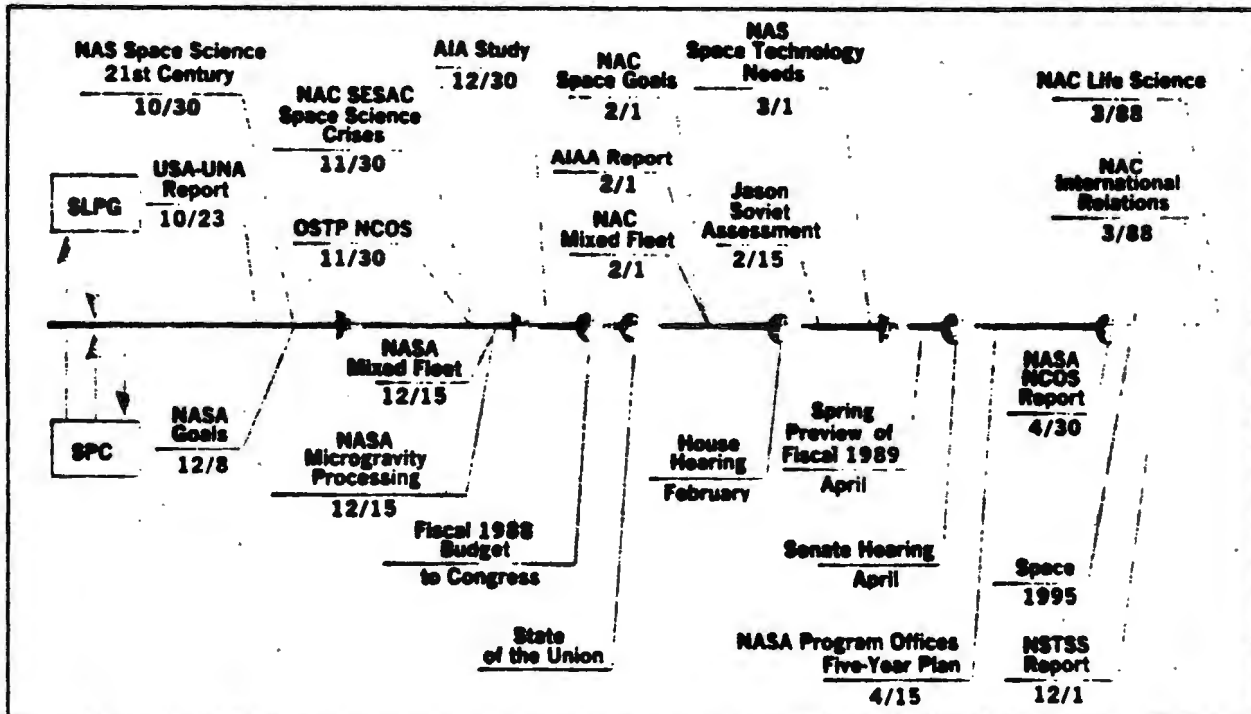 NAS Space Science
21st Century
10/30
NAC SESAC
Space Science
Crises
11/30
AIA Study
12/30
NAC
Space Goals
2/1
NAS
Space Technology
Needs
3/1
NAC Life Science
3/88
SLPG
USA-UNA
Report
10/23
OSTP NCOS
11/30
AIAA Report
2/1
NAC
Mixed Fleet
2/1
Jason
Soviet
Assessment
2/15
NAC
International
Relations
3/88
SPC
NASA
Goals
12/8
NASA
Mixed Fleet
12/15
NASA
Microgravity
Processing
12/15
Fiscal 1988
Budget
to Congress
State
of the Union
House
Hearing
February
Spring
Preview of
Fiscal 1989
April
Senate Hearing
April
NASA Program Offices
Five-Year Plan
4/15
NASA
NCOS
Report
4/30
Space
1995
NSTSS
Report
12/1